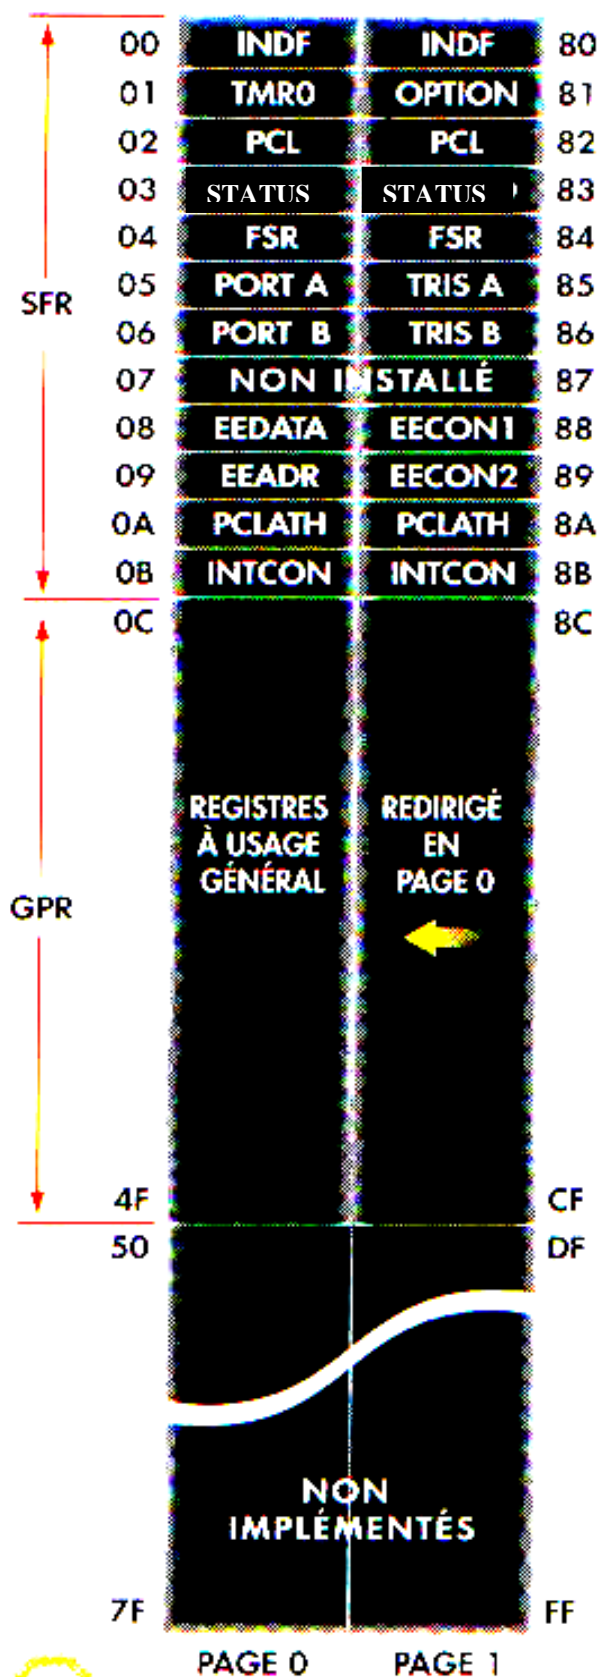 00 INDF INDF 80
01 TMR0 OPTION 81
02 PCL PCL 82
03 STATUS STATUS 83
04 FSR FSR 84
05 PORT A TRIS A 85
SFR
06 PORT B TRIS B 86
07 NON INSTALLÉ 87
08 EEDATA EECON1 88
09 EEADR EECON2 89
0A PCLATH PCLATH 8A
0B INTCON INTCON 8B
0C 8C
REGISTRES
À USAGE
GÉNÉRAL
REDIRIGÉ
EN
PAGE 0
GPR
4F CF
50 DF
NON
IMPLÉMENTÉS
7F FF
PAGE 0 PAGE 1